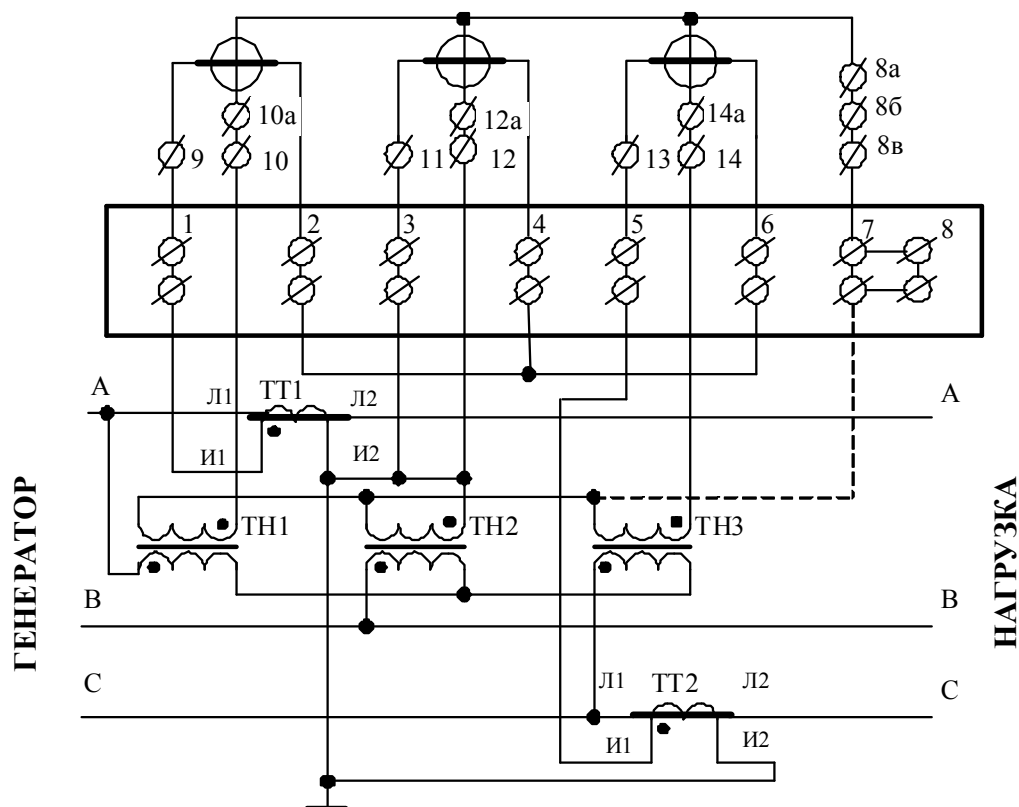 8а
10а
12а
14а
8б
9
10
11
12
13
14
8в
1
2
3
4
5
6
7
8
А
Л1
ТТ1
Л2
А
И1
И2
ТН1
ТН2
ТН3
ГЕНЕРАТОР
НАГРУЗКА
В
В
С
Л1
ТТ2
Л2
С
И1
И2